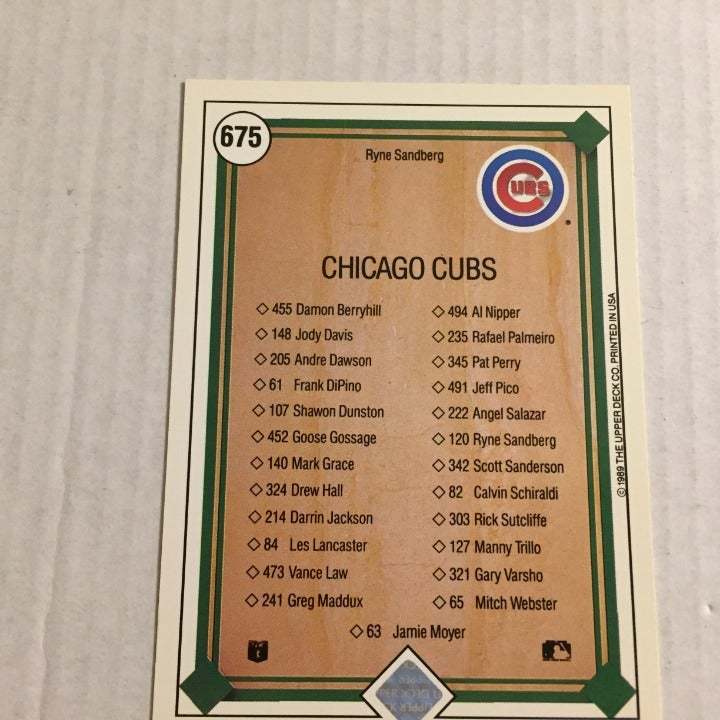 675
Ryne Sandberg
CUBS
CHICAGO CUBS
455 Damon Berryhill
148 Jody Davis
205 Andre Dawson
61 Frank DiPino
107 Shawon Dunston
452 Goose Gossage
140 Mark Grace
324 Drew Hall
214 Darrin Jackson
84 Les Lancaster
473 Vance Law
241 Greg Maddux
494 Al Nipper
235 Rafael Palmeiro
345 Pat Perry
491 Jeff Pico
222 Angel Salazar
120 Ryne Sandberg
342 Scott Sanderson
82 Calvin Schiraldi
303 Rick Sutcliffe
127 Manny Trillo
321 Gary Varsho
65 Mitch Webster
63 Jamie Moyer
© 1989 THE UPPER DECK CO. PRINTED IN USA